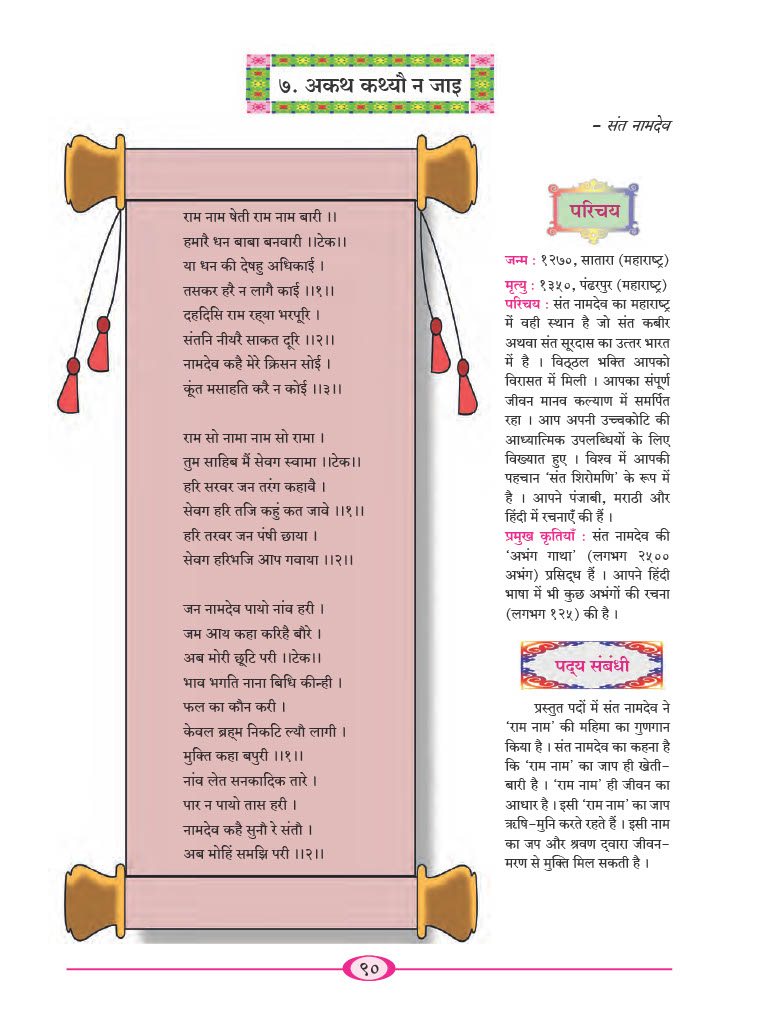 ७. अकथ कथ्यौ न जाइ
– संत नामदेव
राम नाम षेती राम नाम बारी ।।
हमारै धन बाबा बनवारी ।।टेक।।
या धन की देषहु अधिकाई ।
तसकर हरै न लागै काई ।।१।।
दहदिसि राम रह्या भरपूरि ।
संतनि नीयरै साकत दूरि ।।२।।
नामदेव कहै मेरे क्रिसन सोई ।
कूंत मसाहति करै न कोई ।।३।।
राम सो नामा नाम सो रामा ।
तुम साहिब मैं सेवग स्वामा ।।टेक।।
हरि सरवर जन तरंग कहावै ।
सेवग हरि तजि कहुं कत जावे ।।१।।
हरि तरवर जन पंषी छाया ।
सेवग हरिभजि आप गवाया ।।२।।
जन नामदेव पायो नांव हरी ।
जम आय कहा करिहै बौरे ।
अब मोरी छूटि परी ।।टेक।।
भाव भगति नाना बिधि कीन्ही ।
फल का कौन करी ।
केवल ब्रह्म निकटि ल्यौ लागी ।
मुक्ति कहा बपुरी ।।१।।
नांव लेत सनकादिक तारे ।
पार न पायो तास हरी ।
नामदेव कहै सुनौ रे संतौ ।
अब मोहिं समझि परी ।।२।।
परिचय
जन्म : १२७०, सातारा (महाराष्ट्र)
मृत्यु : १३५०, पंढरपुर (महाराष्ट्र)
परिचय : संत नामदेव का महाराष्ट्र
में वही स्थान है जो संत कबीर
अथवा संत सूरदास का उत्तर भारत
में है । विठ्ठल भक्ति आपको
विरासत में मिली । आपका संपूर्ण
जीवन मानव कल्याण में समर्पित
रहा । आप अपनी उच्चकोटि की
आध्यात्मिक उपलब्धियों के लिए
विख्यात हुए । विश्व में आपकी
पहचान ‘संत शिरोमणि’ के रूप में
है । आपने पंजाबी, मराठी और
हिंदी में रचनाएँ की हैं ।
प्रमुख कृतियाँ : संत नामदेव की
‘अभंग गाथा’ (लगभग २५००
अभंग) प्रसिद्ध हैं । आपने हिंदी
भाषा में भी कुछ अभंगों की रचना
(लगभग १२५) की है ।
पद्य संबंधी
प्रस्तुत पदों में संत नामदेव ने
‘राम नाम’ की महिमा का गुणगान
किया है । संत नामदेव का कहना है
कि ‘राम नाम’ का जाप ही खेती-
बारी है । ‘राम नाम’ ही जीवन का
आधार है । इसी ‘राम नाम’ का जाप
ऋषि-मुनि करते रहते हैं । इसी नाम
का जप और श्रवण द्वारा जीवन-
मरण से मुक्ति मिल सकती है ।
९०